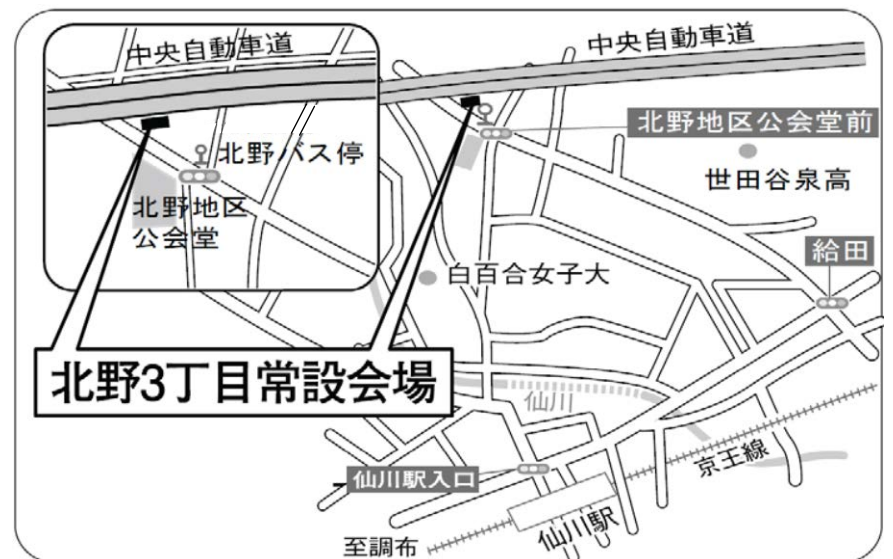 中央自動車道
中央自動車道
北野地区公会堂前
北野バス停
世田谷泉高
北野地区
公会堂
給田
白百合女子大
北野3丁目常設会場
仙川
仙川駅入口
京王線
仙川駅
至調布